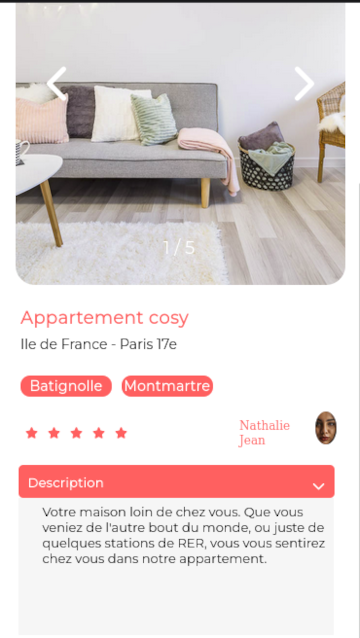 1 / 5
Appartement cosy
Ile de France - Paris 17e
Batignolle
Montmartre
Nathalie
Jean
Description
Votre maison loin de chez vous. Que vous
veniez de l'autre bout du monde, ou juste de
quelques stations de RER, vous vous sentirez
chez vous dans notre appartement.